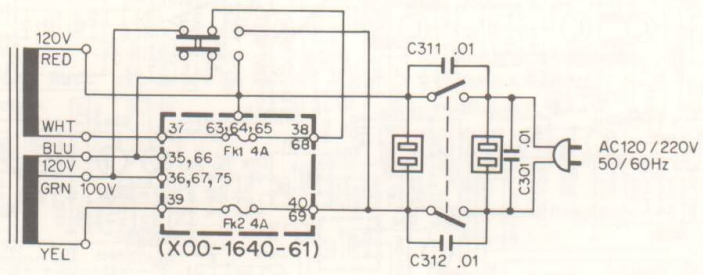 120V
RED
WHT
BLU
120V
GRN 100V
YEL
37 63,64,65 38
68
Fk1 4A
35,66
36,67,75
39 40
69
Fk2 4A
(X00-1640-61)
C311 .01
C301 .01
C312 .01
AC120/220V
50/60Hz